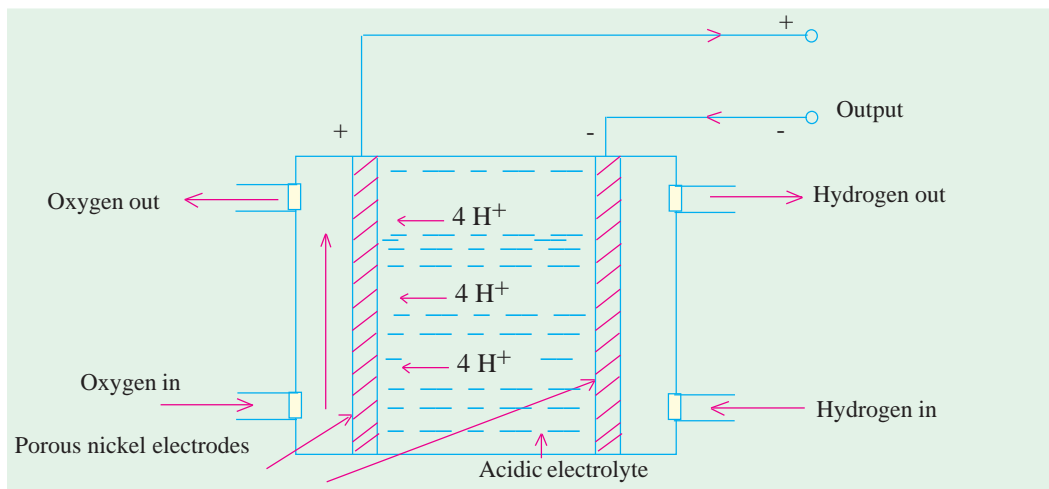 +
Output
-
+
-
Oxygen out
Hydrogen out
4 H+
4 H+
4 H+
Oxygen in
Hydrogen in
Porous nickel electrodes
Acidic electrolyte